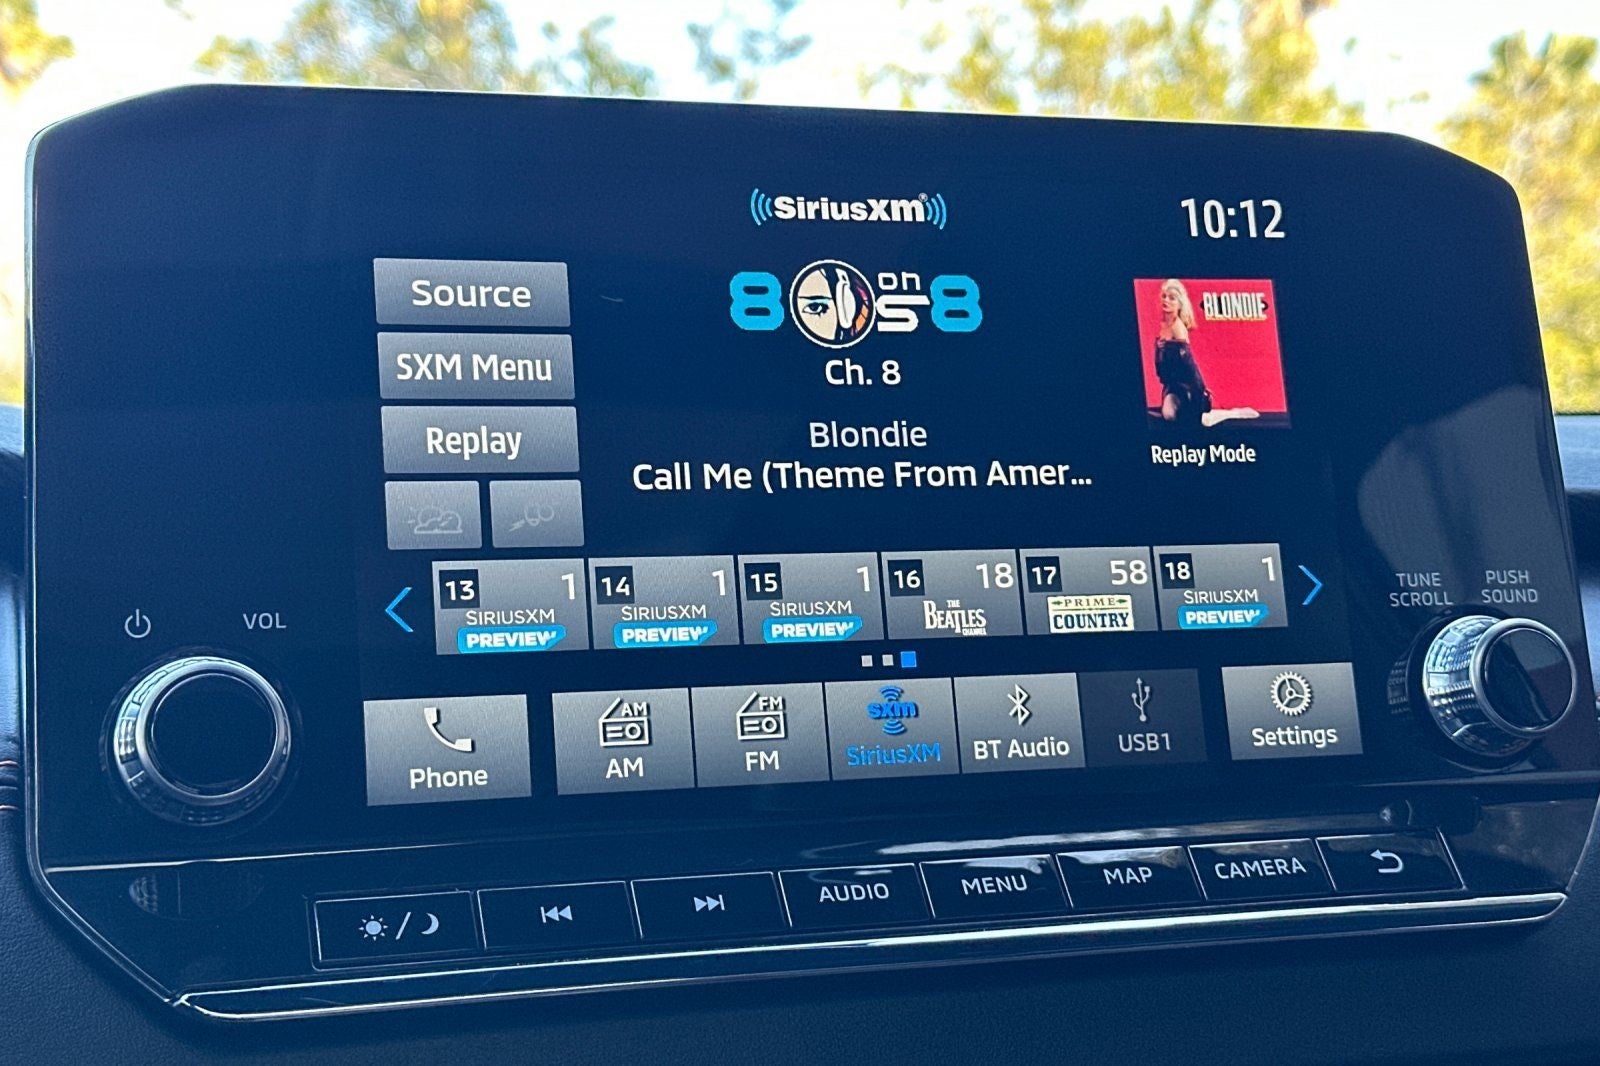 SiriusXM
10:12
Source
SXM Menu
Replay
8 on 8
Ch. 8
Blondie
Call Me (Theme From Amer...
BLONDIE
Replay Mode
13 1
SIRIUSXM
PREVIEW
14 1
SIRIUSXM
PREVIEW
15 1
SIRIUSXM
PREVIEW
16 18
THE
BEATLES
CHANNEL
17 58
PRIME
COUNTRY
18 1
SIRIUSXM
PREVIEW
VOL
TUNE
SCROLL
PUSH
SOUND
Phone
AM
AM
FM
FM
sxm
SiriusXM
BT Audio
USB1
Settings
AUDIO
MENU
MAP
CAMERA